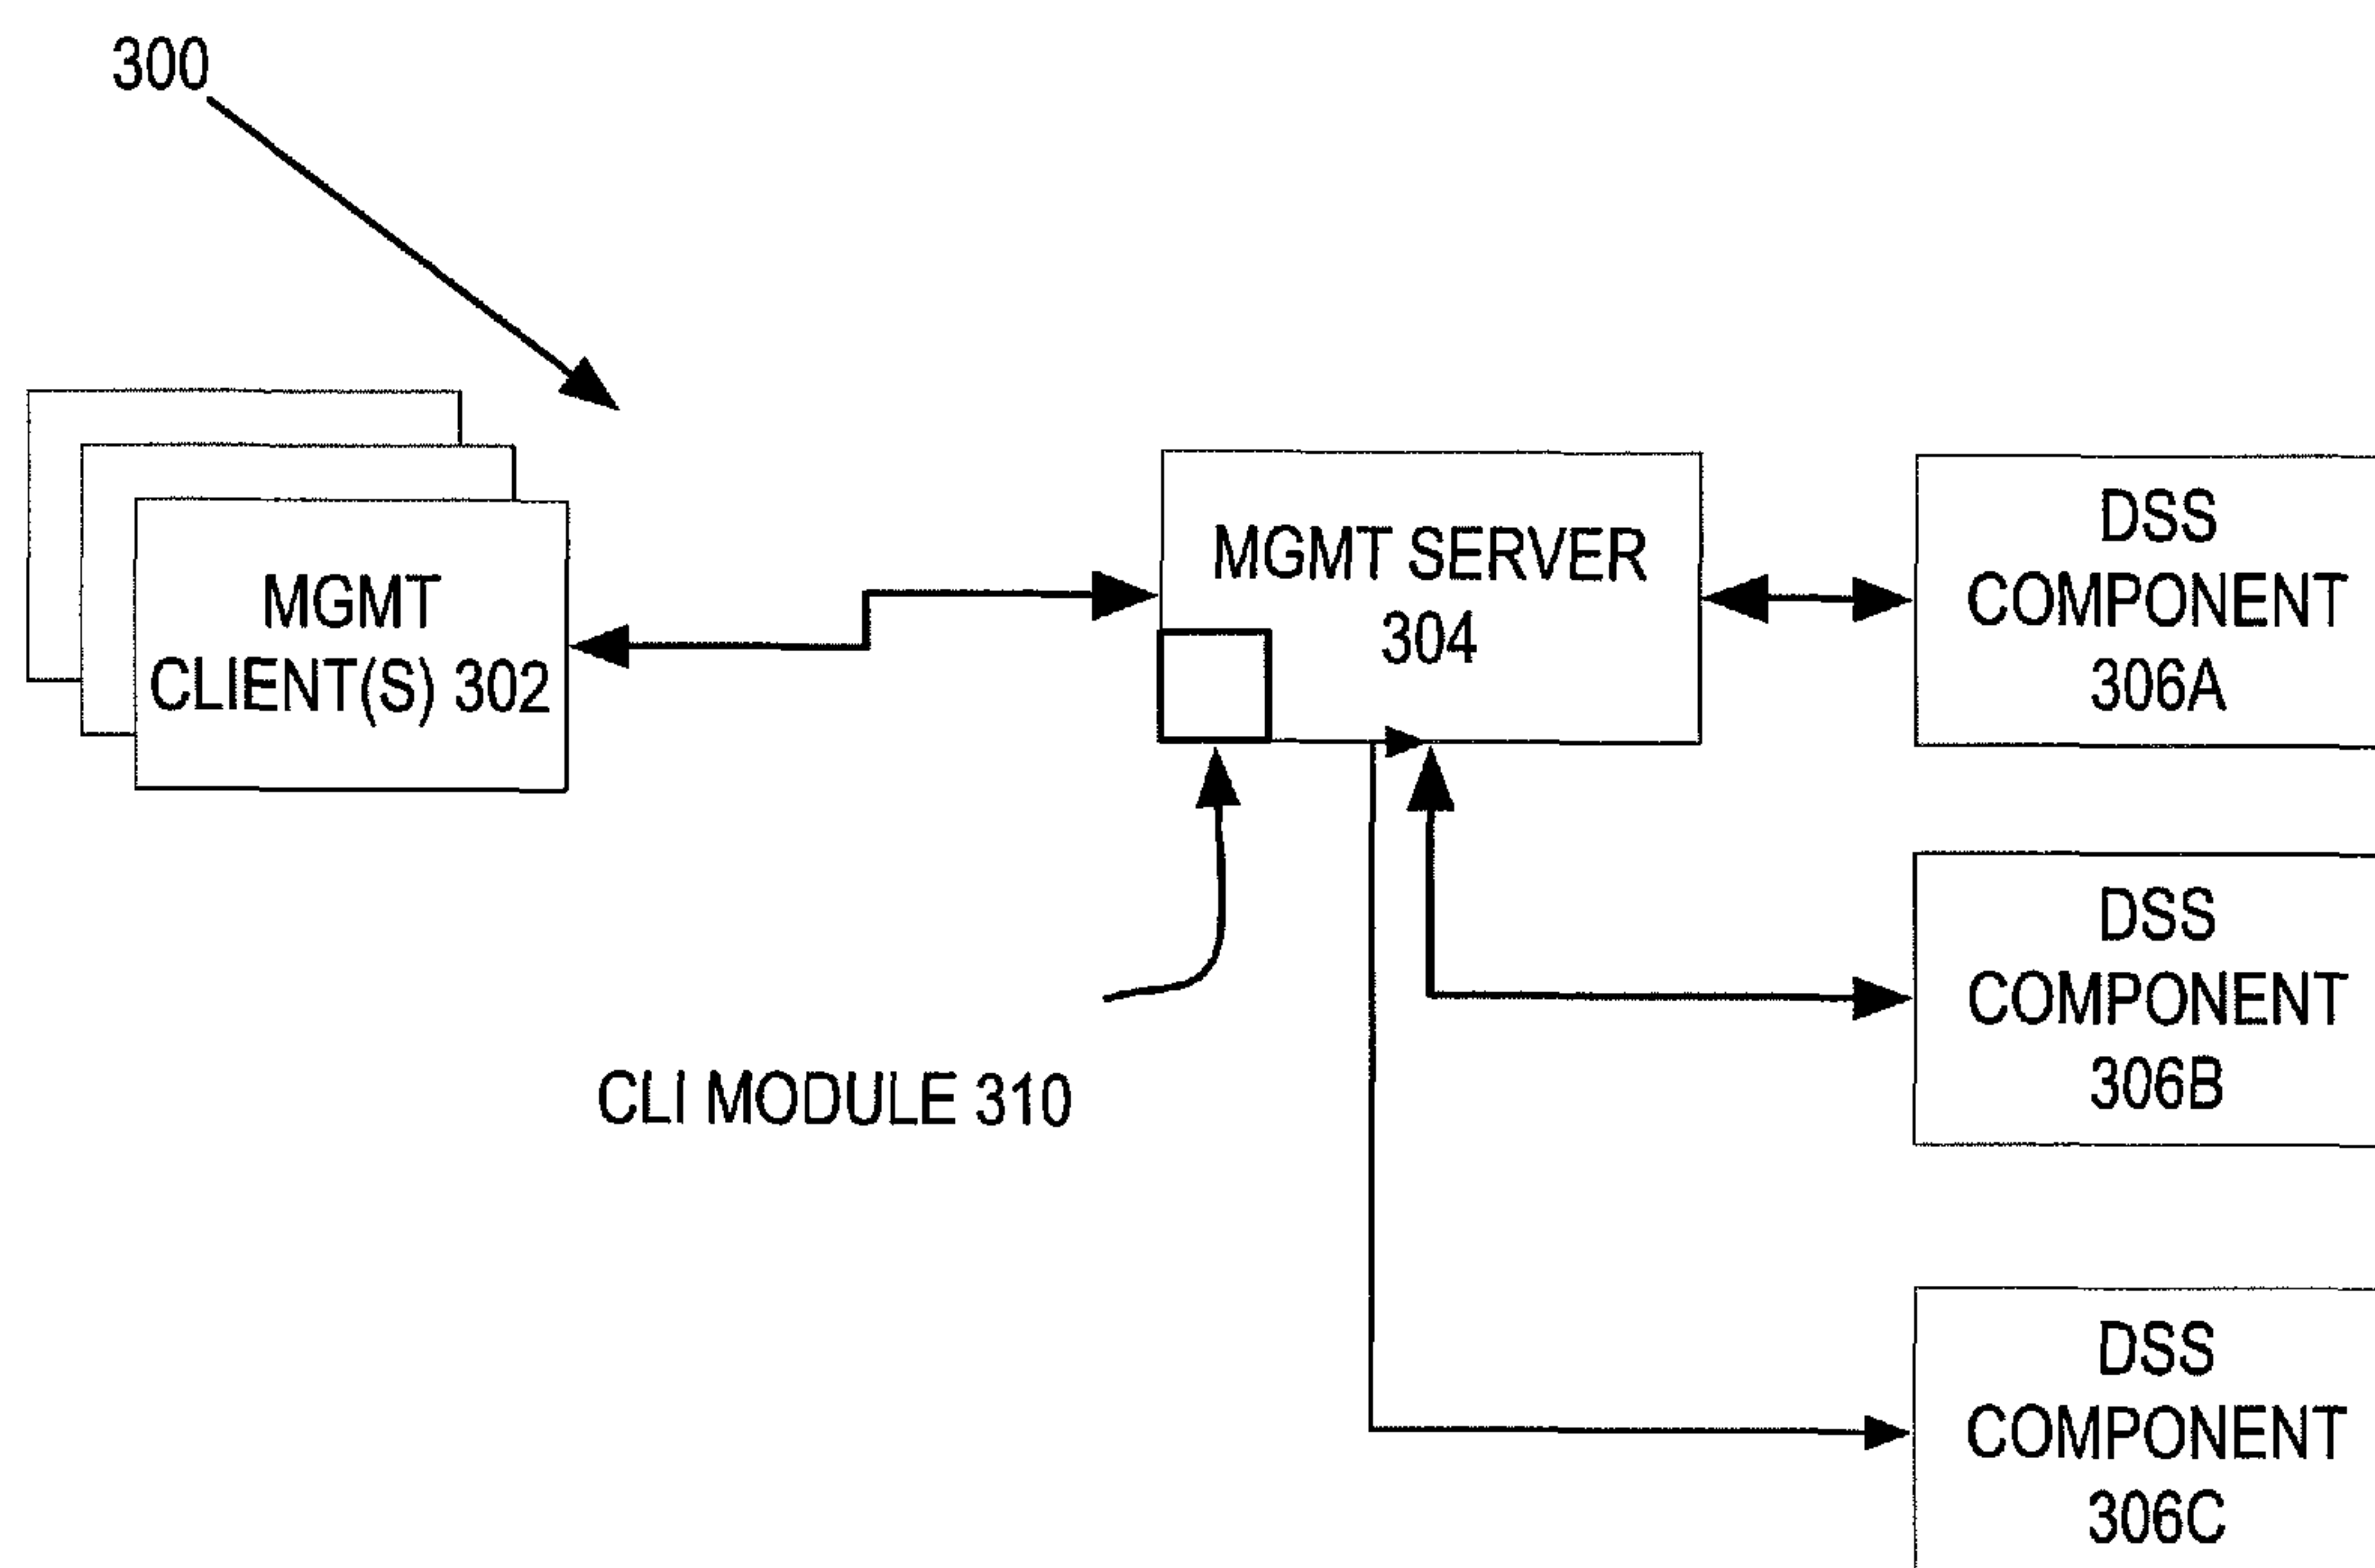 300
MGMT
CLIENT(S) 302
MGMT SERVER
304
DSS
COMPONENT
306A
DSS
COMPONENT
306B
CLI MODULE 310
DSS
COMPONENT
306C